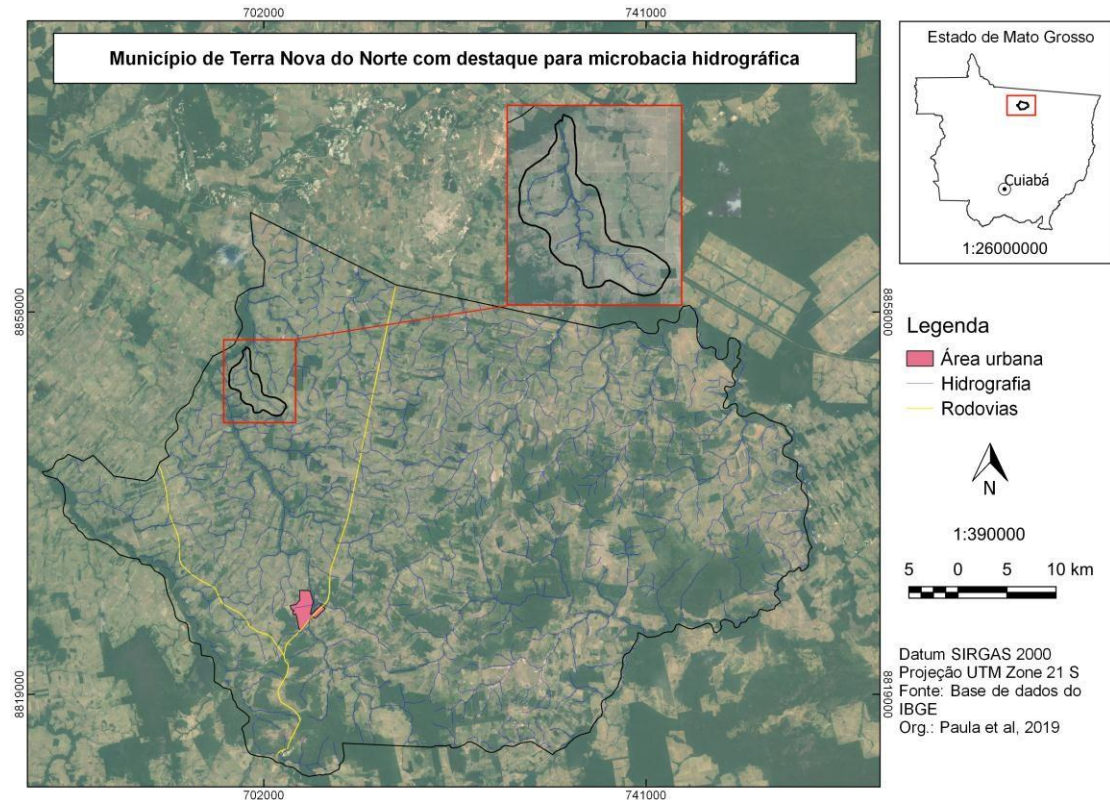 702000
741000
Município de Terra Nova do Norte com destaque para microbacia hidrográfica
Estado de Mato Grosso
Cuiabá
1:26000000
8858000
8858000
Legenda
Área urbana
Hidrografia
Rodovias
N
1:390000
5 0 5 10 km
8819000
8819000
Datum SIRGAS 2000
Projeção UTM Zone 21 S
Fonte: Base de dados do
IBGE
Org.: Paula et al, 2019
702000
741000